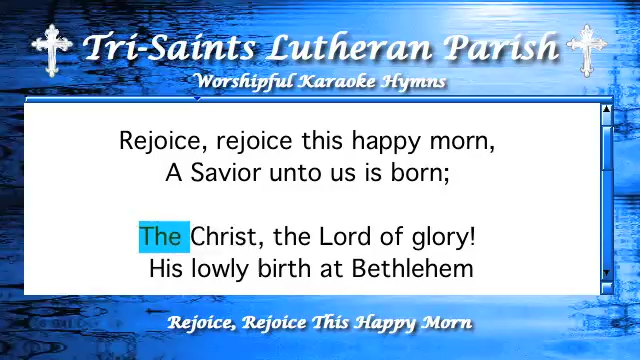 Tri-Saints Lutheran Parish
Worshipful Karaoke Hymns
Rejoice, rejoice this happy morn,
A Savior unto us is born;
The Christ, the Lord of glory!
His lowly birth at Bethlehem
Rejoice, Rejoice This Happy Morn